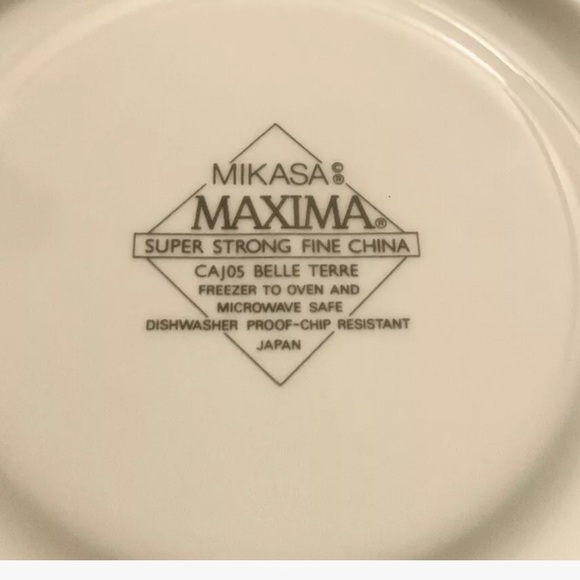 MIKASA©®
MAXIMA®
SUPER STRONG FINE CHINA
CAJ05 BELLE TERRE
FREEZER TO OVEN AND
MICROWAVE SAFE
DISHWASHER PROOF-CHIP RESISTANT
JAPAN